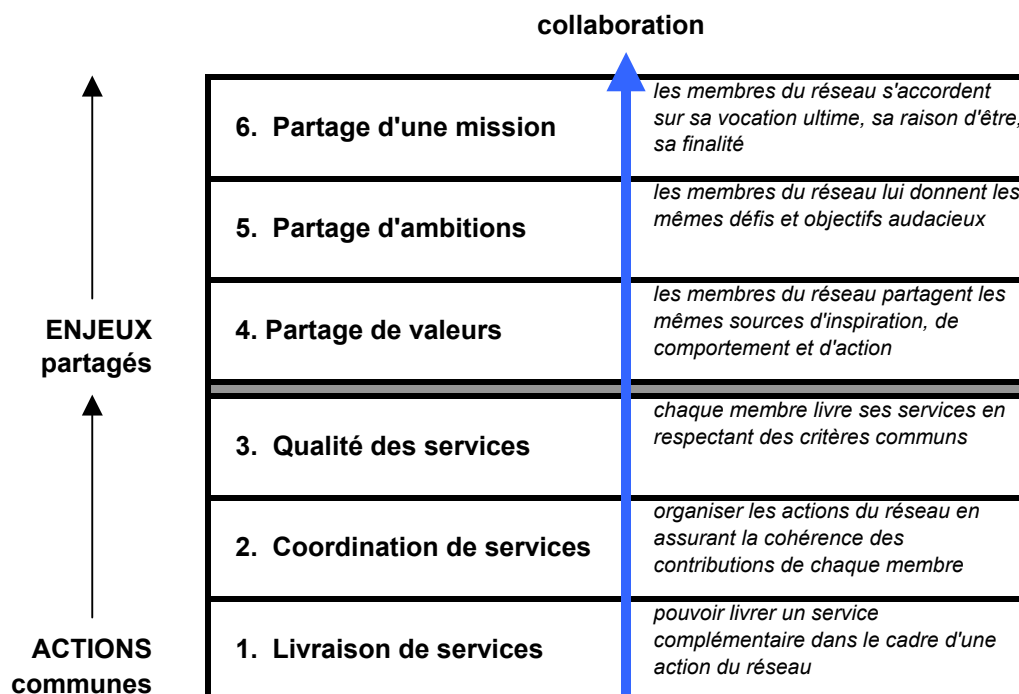 collaboration
6. Partage d'une mission
les membres du réseau s'accordent
sur sa vocation ultime, sa raison d'être,
sa finalité
5. Partage d'ambitions
les membres du réseau lui donnent les
mêmes défis et objectifs audacieux
ENJEUX
partagés
4. Partage de valeurs
les membres du réseau partagent les
mêmes sources d'inspiration, de
comportement et d'action
3. Qualité des services
chaque membre livre ses services en
respectant des critères communs
2. Coordination de services
organiser les actions du réseau en
assurant la cohérence des
contributions de chaque membre
ACTIONS
communes
1. Livraison de services
pouvoir livrer un service
complémentaire dans le cadre d'une
action du réseau